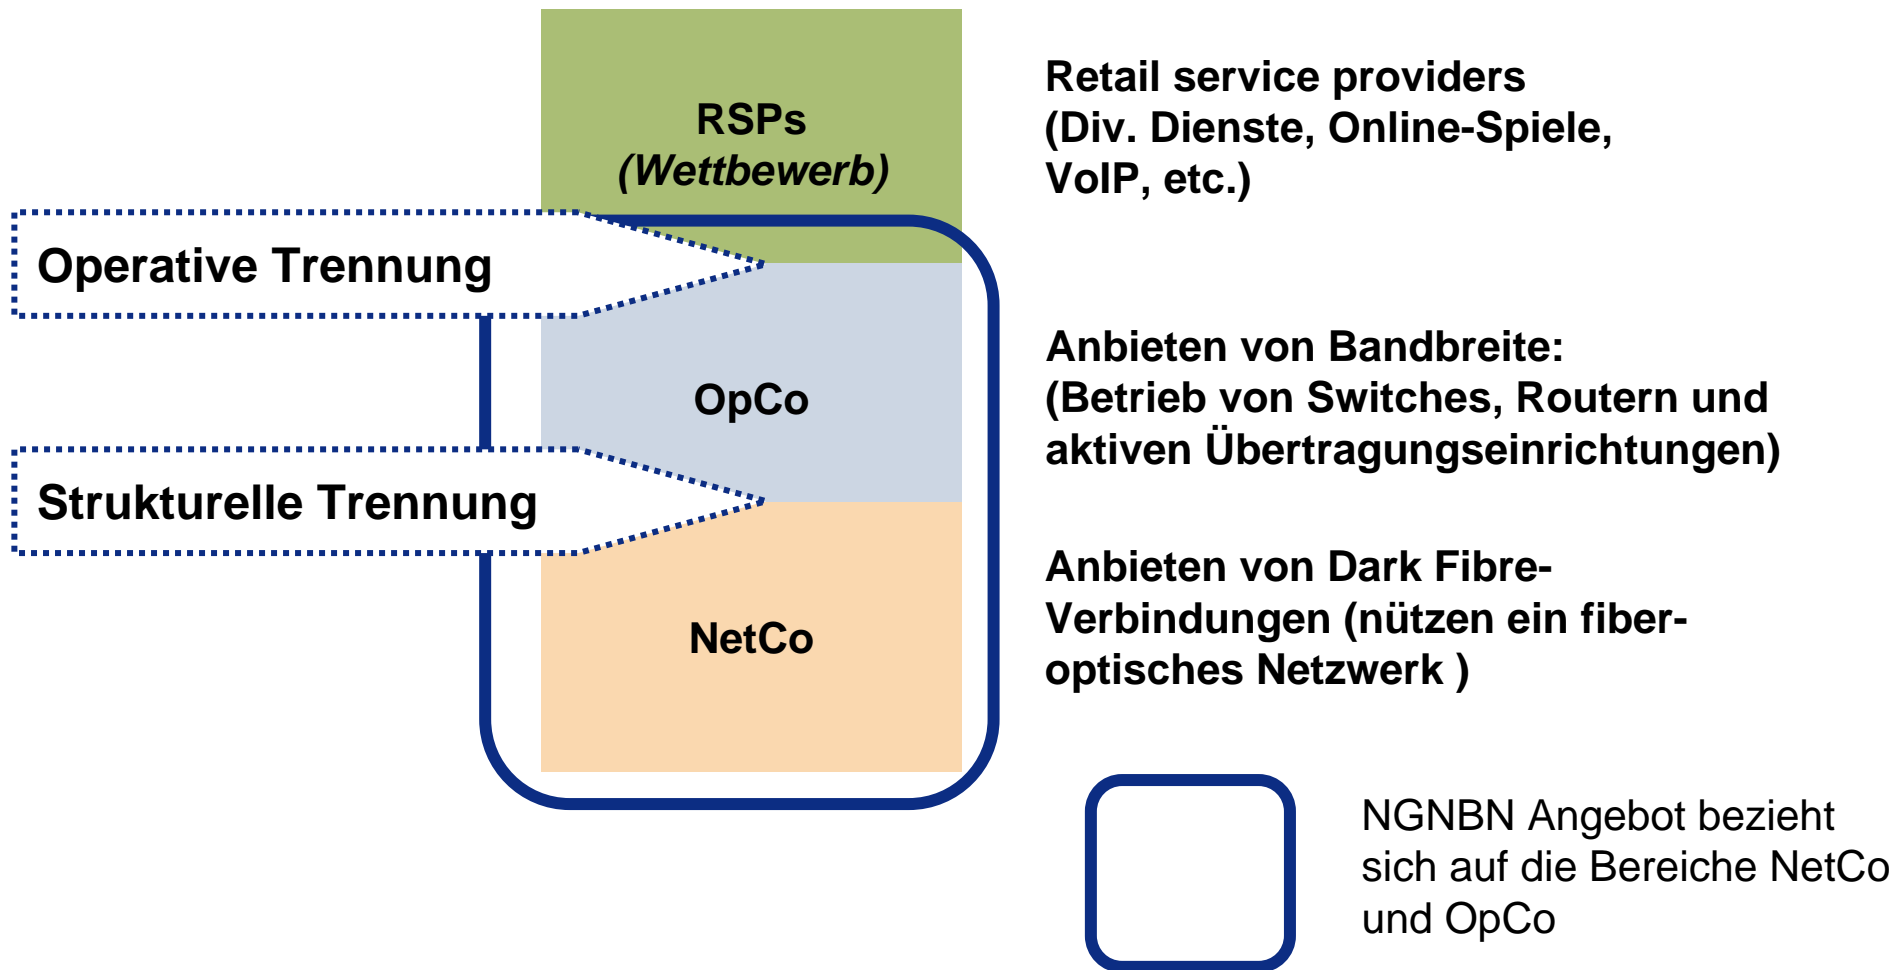 RSPs
(Wettbewerb)
Retail service providers
(Div. Dienste, Online-Spiele,
VoIP, etc.)
Operative Trennung
OpCo
Anbieten von Bandbreite:
(Betrieb von Switches, Routern und
aktiven Übertragungseinrichtungen)
Strukturelle Trennung
NetCo
Anbieten von Dark Fibre-
Verbindungen (nützen ein fiber-
optisches Netzwerk )
NGNBN Angebot bezieht
sich auf die Bereiche NetCo
und OpCo